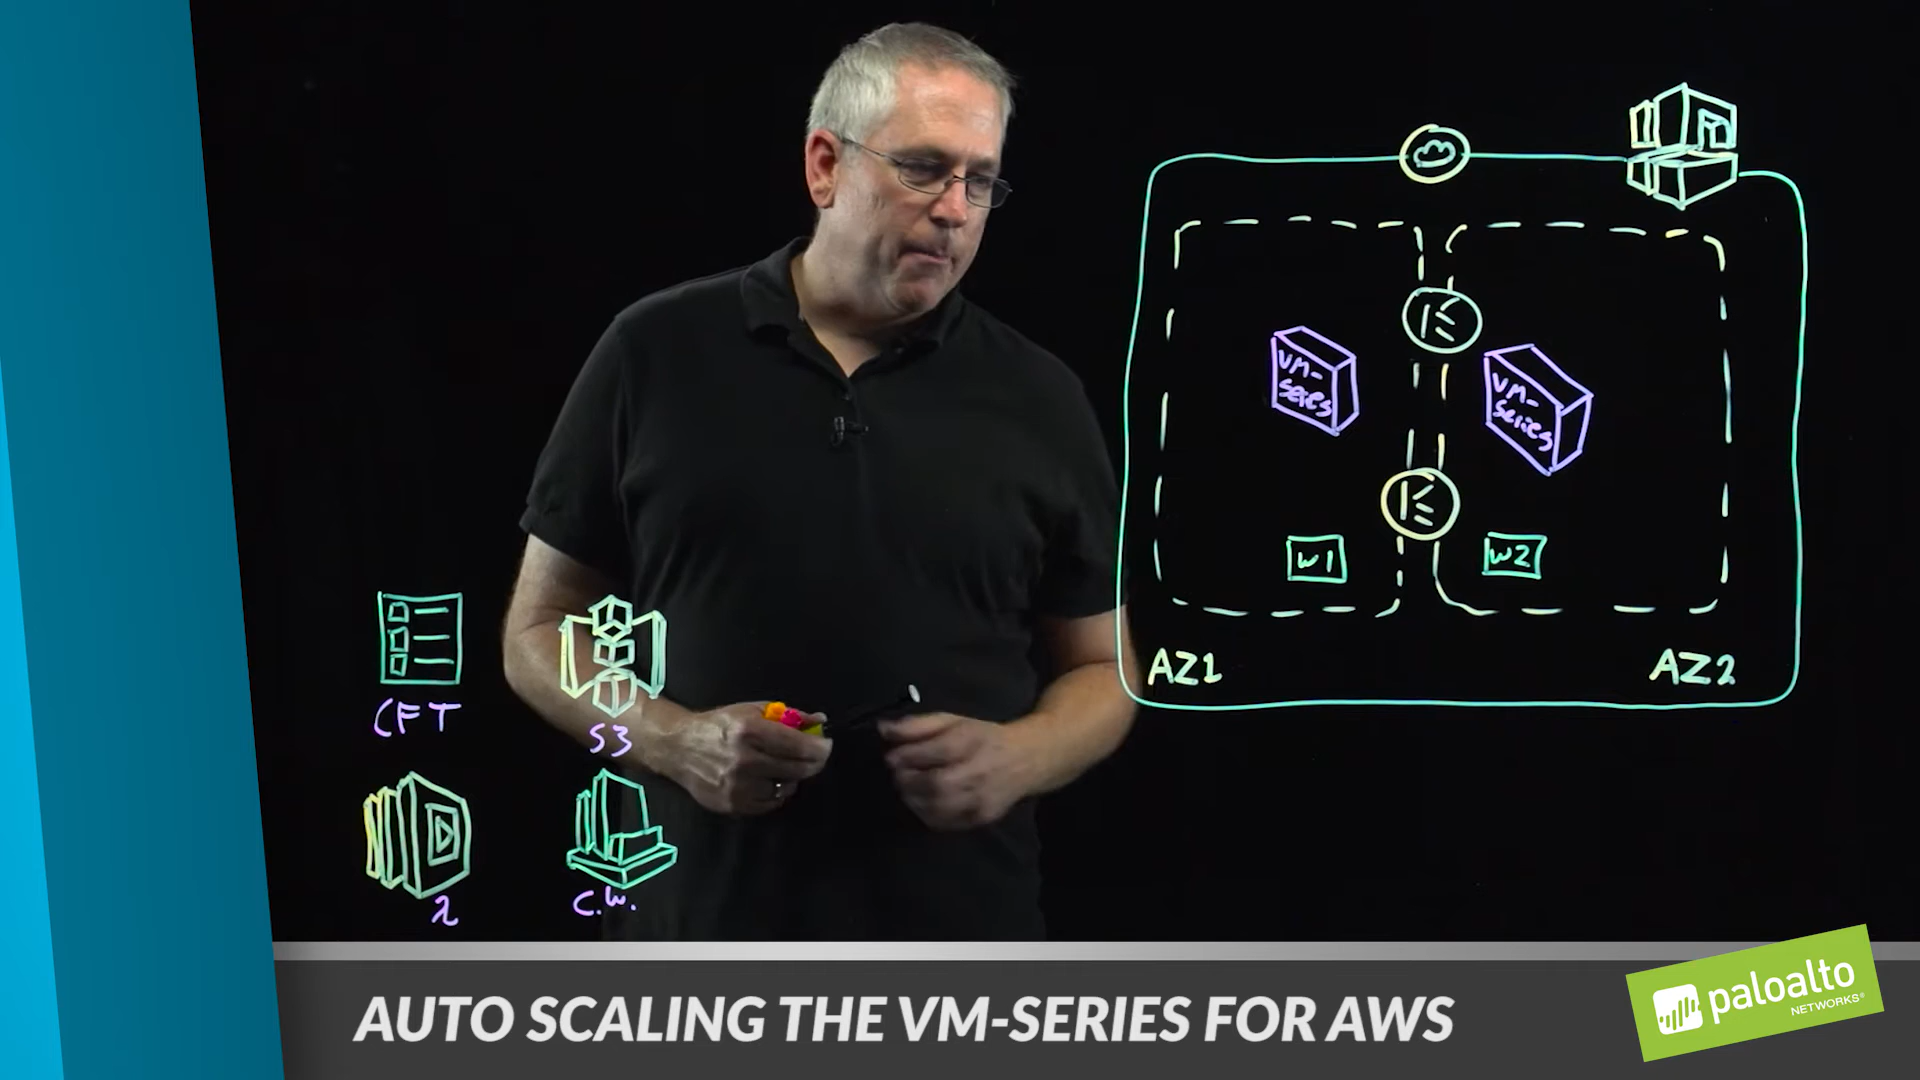 VM-
series
VM-
series
W1
W2
AZ1
AZ2
CFT
S3
λ
C.W.
AUTO SCALING THE VM-SERIES FOR AWS
paloalto
NETWORKS®